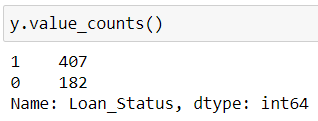 y.value_counts()
1    407
0    182
Name: Loan_Status, dtype: int64